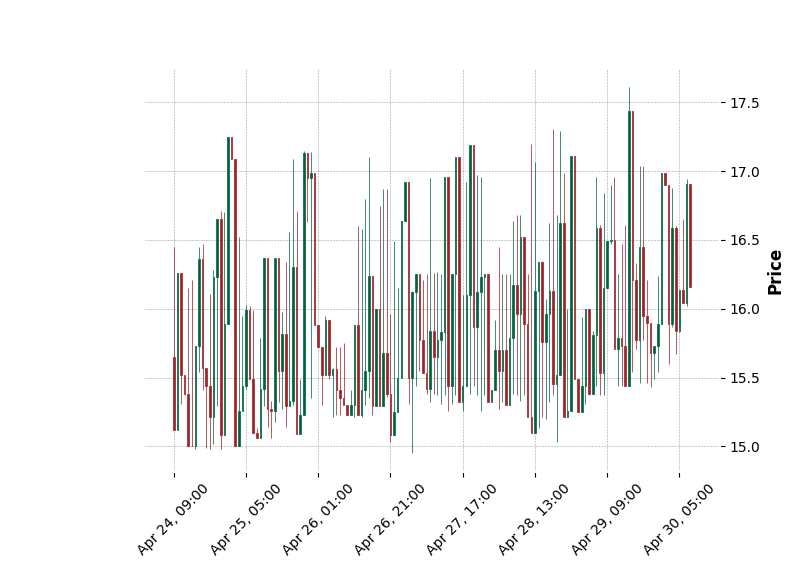 17.5
17.0
16.5
16.0
15.5
15.0
Price
Apr 24, 09:00
Apr 25, 05:00
Apr 26, 01:00
Apr 26, 21:00
Apr 27, 17:00
Apr 28, 13:00
Apr 29, 09:00
Apr 30, 05:00